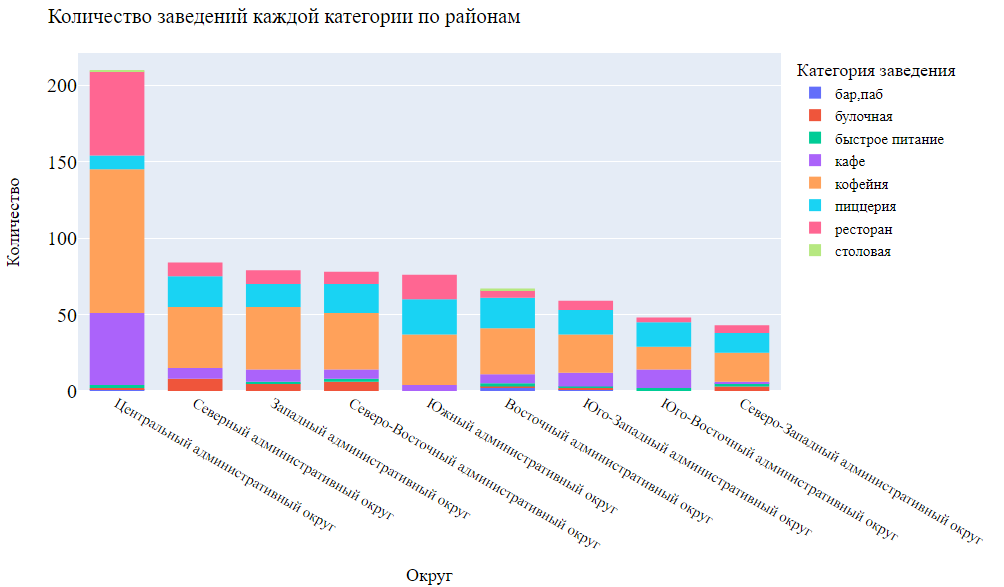 Количество заведений каждой категории по районам
Количество
200
150
100
50
0
Категория заведения
бар,паб
булочная
быстрое питание
кафе
кофейня
пиццерия
ресторан
столовая
Центральный административный округ
Северный административный округ
Западный административный округ
Северо-Восточный административный округ
Южный административный округ
Восточный административный округ
Юго-Западный административный округ
Юго-Восточный административный округ
Северо-Западный административный округ
Округ